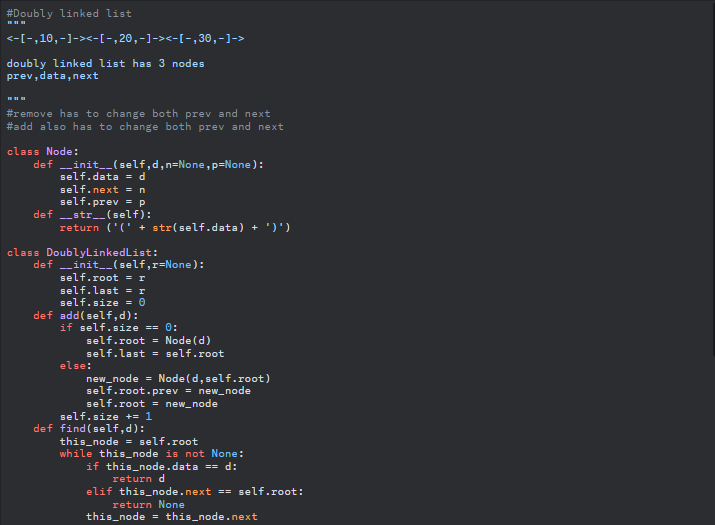 #Doubly linked list
"""
<-[-,10,-]-><-[-,20,-]-><-[-,30,-]->

doubly linked list has 3 nodes
prev,data,next

"""
#remove has to change both prev and next
#add also has to change both prev and next

class Node:
    def __init__(self,d,n=None,p=None):
        self.data = d
        self.next = n
        self.prev = p
    def __str__(self):
        return ('(' + str(self.data) + ')')

class DoublyLinkedList:
    def __init__(self,r=None):
        self.root = r
        self.last = r
        self.size = 0
    def add(self,d):
        if self.size == 0:
            self.root = Node(d)
            self.last = self.root
        else:
            new_node = Node(d,self.root)
            self.root.prev = new_node
            self.root = new_node
        self.size += 1
    def find(self,d):
        this_node = self.root
        while this_node is not None:
            if this_node.data == d:
                return d
            elif this_node.next == self.root:
                return None
            this_node = this_node.next